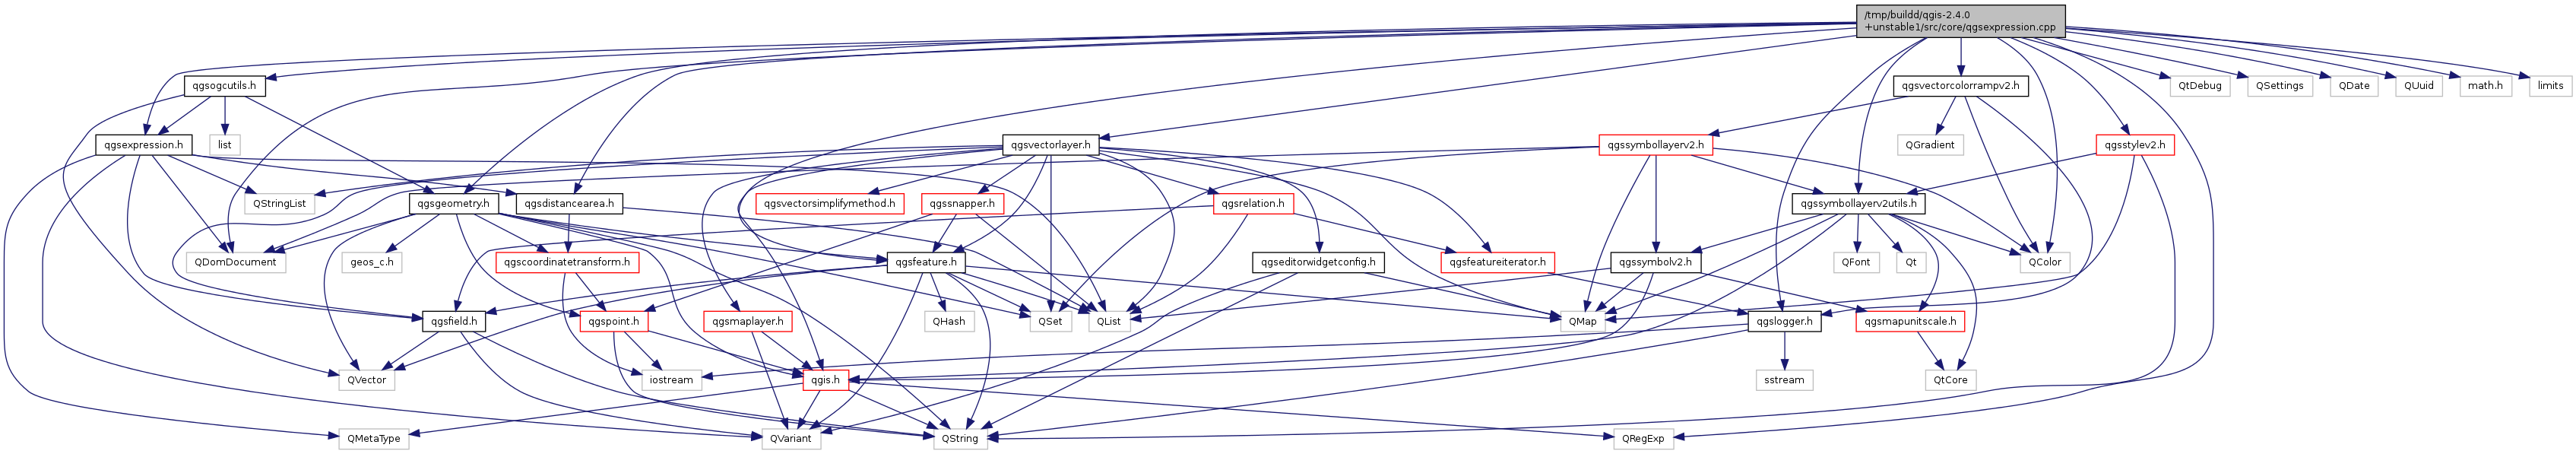 /tmp/buildd/qgis-2.4.0
+unstable1/src/core/qgsexpression.cpp
qgsogcutils.h
qgsvectorcolorrampv2.h
QtDebug
QSettings
QDate
QUuid
math.h
limits
qgsexpression.h
list
qgsvectorlayer.h
qgssymbollayerv2.h
QGradient
qgsstylev2.h
QStringList
qgsgeometry.h
qgsdistancearea.h
qgsvectorsimplifymethod.h
qgssnapper.h
qgsrelation.h
qgssymbollayerv2utils.h
QDomDocument
geos_c.h
qgscoordinatetransform.h
qgsfeature.h
qgseditorwidgetconfig.h
qgsfeatureiterator.h
qgssymbolv2.h
QFont
Qt
QColor
qgsfield.h
qgspoint.h
qgsmaplayer.h
QHash
QSet
QList
QMap
qgslogger.h
qgsmapunitscale.h
QVector
iostream
qgis.h
sstream
QtCore
QMetaType
QVariant
QString
QRegExp